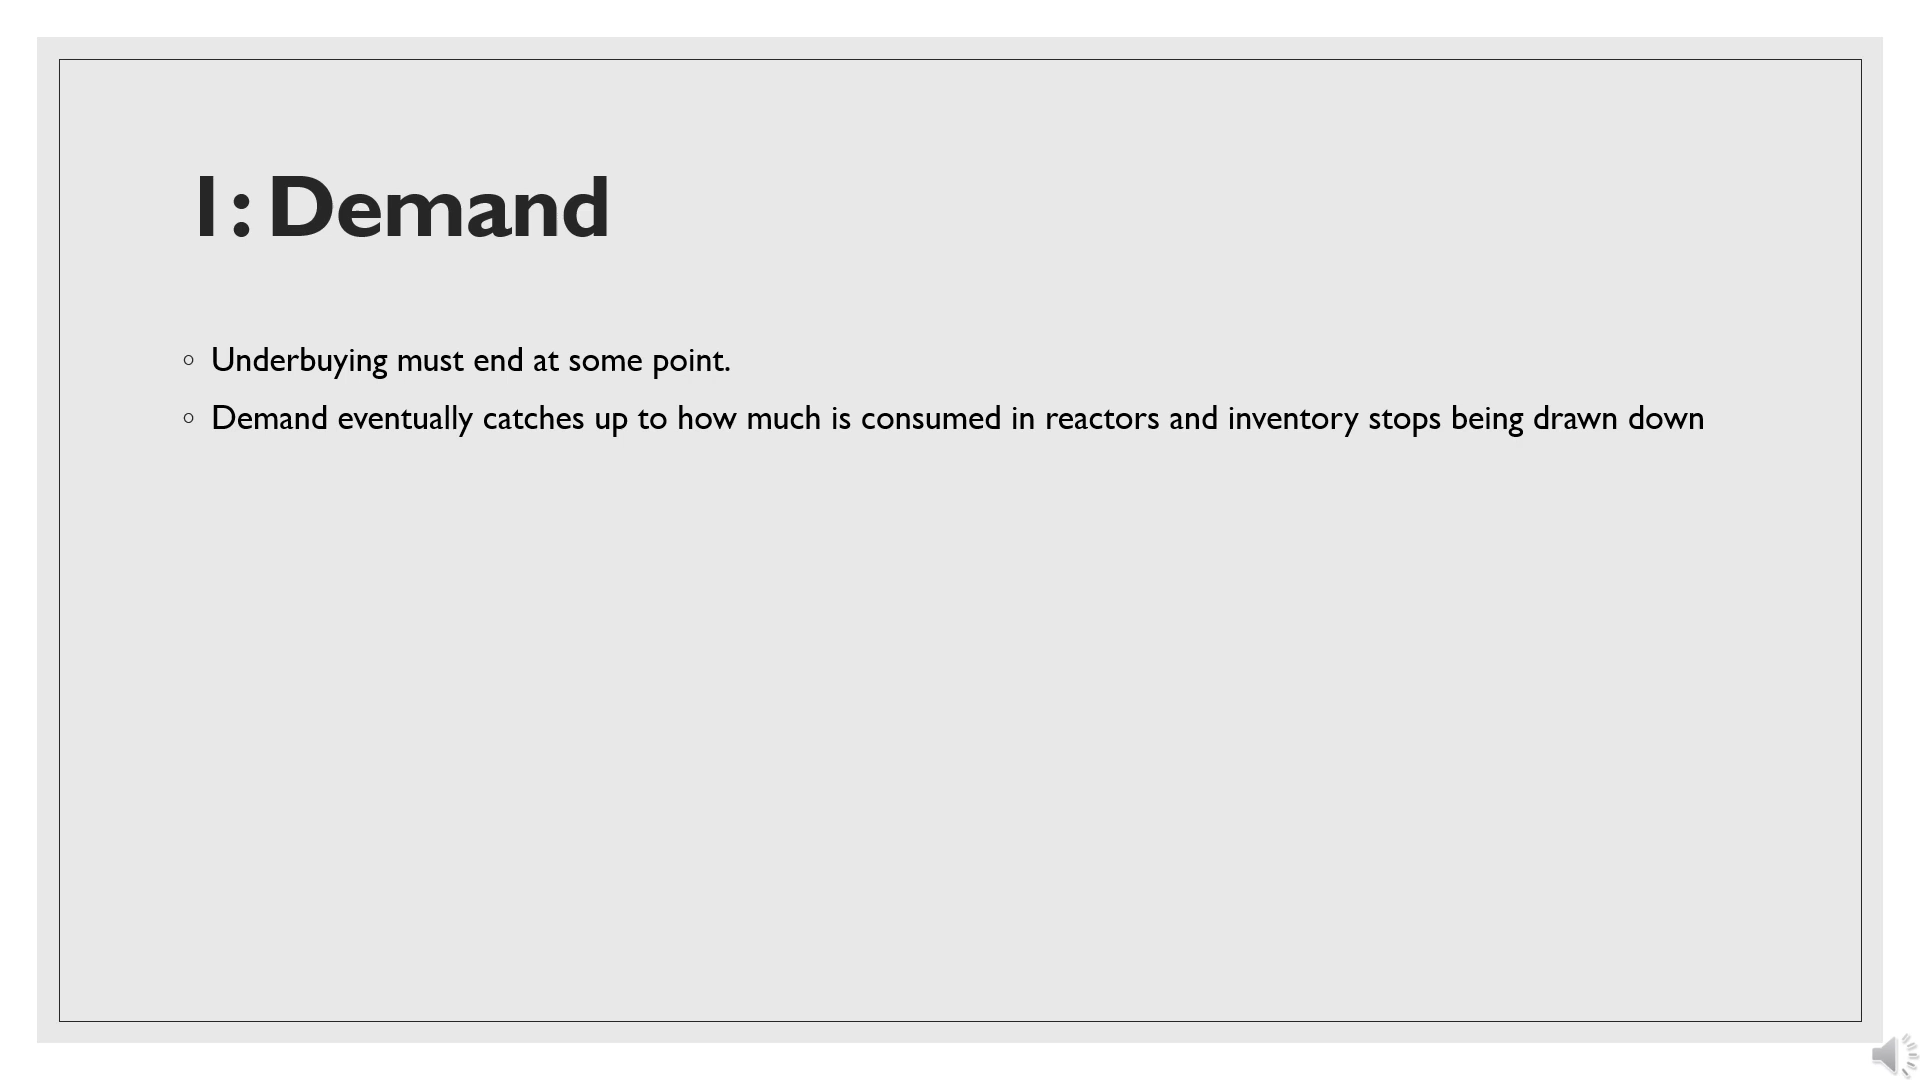 1: Demand
◦ Underbuying must end at some point.
◦ Demand eventually catches up to how much is consumed in reactors and inventory stops being drawn down